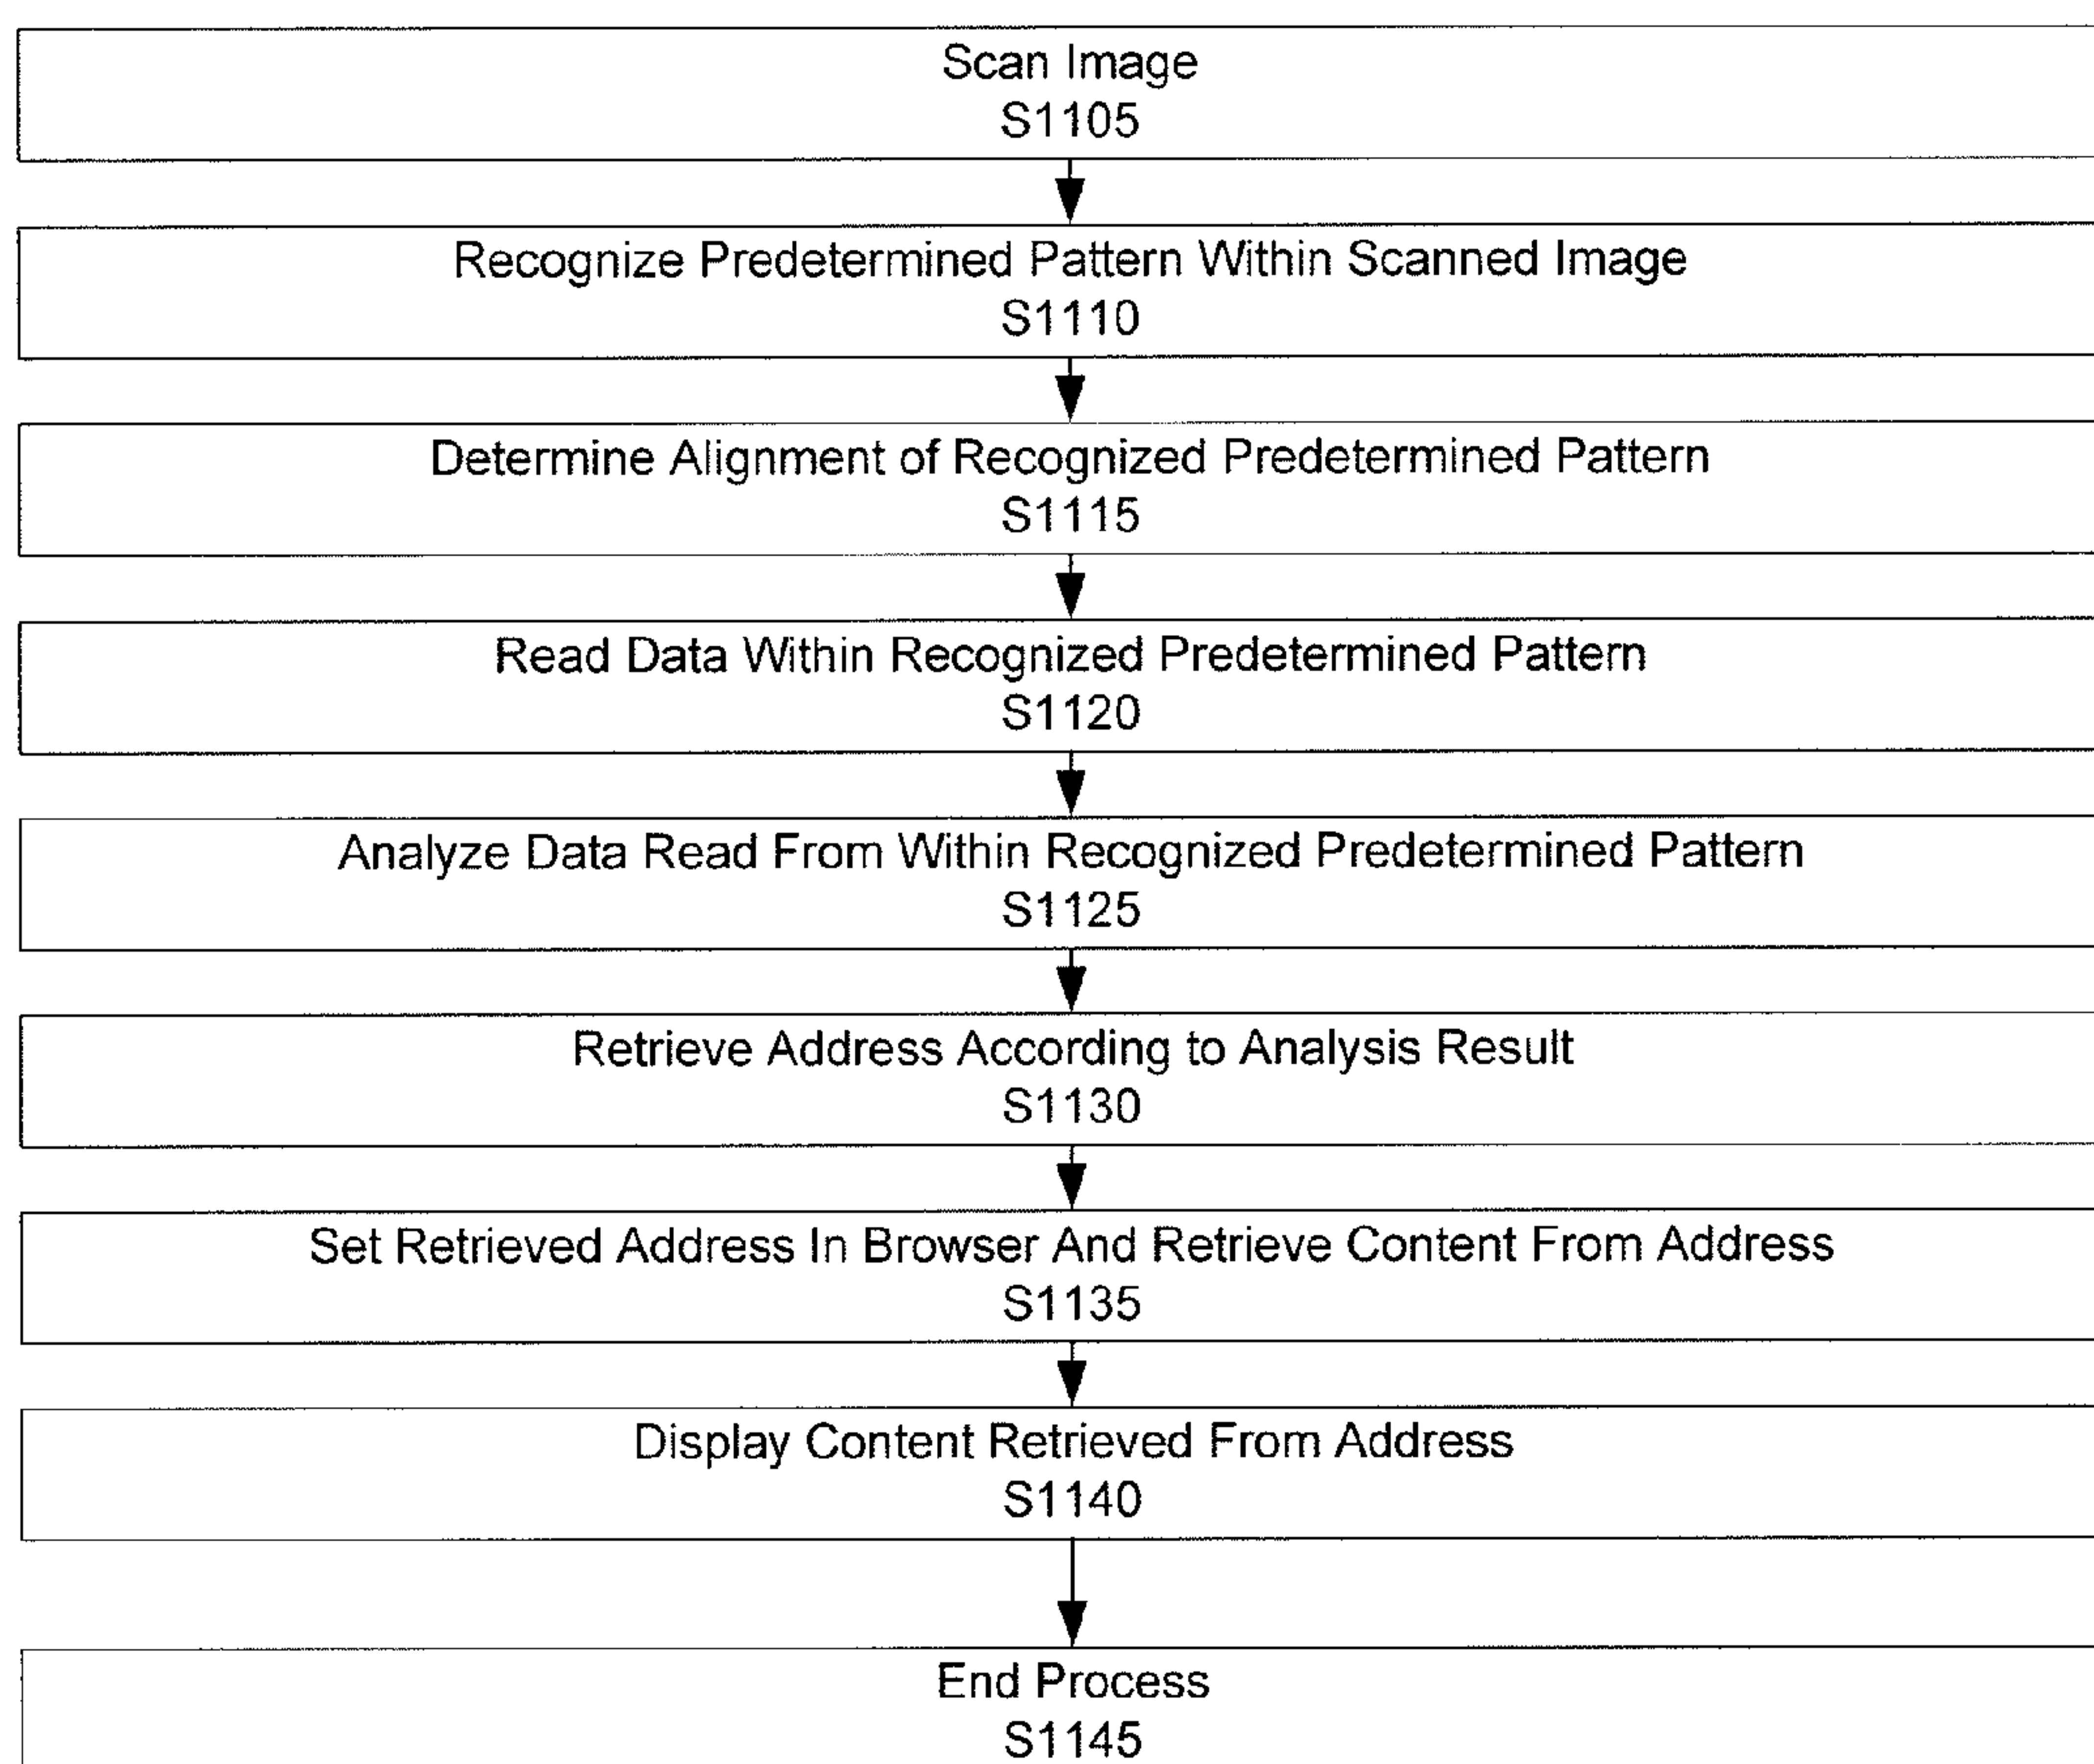 Scan Image
S1105
Recognize Predetermined Pattern Within Scanned Image
S1110
Determine Alignment of Recognized Predetermined Pattern
S1115
Read Data Within Recognized Predetermined Pattern
S1120
Analyze Data Read From Within Recognized Predetermined Pattern
S1125
Retrieve Address According to Analysis Result
S1130
Set Retrieved Address In Browser And Retrieve Content From Address
S1135
Display Content Retrieved From Address
S1140
End Process
S1145